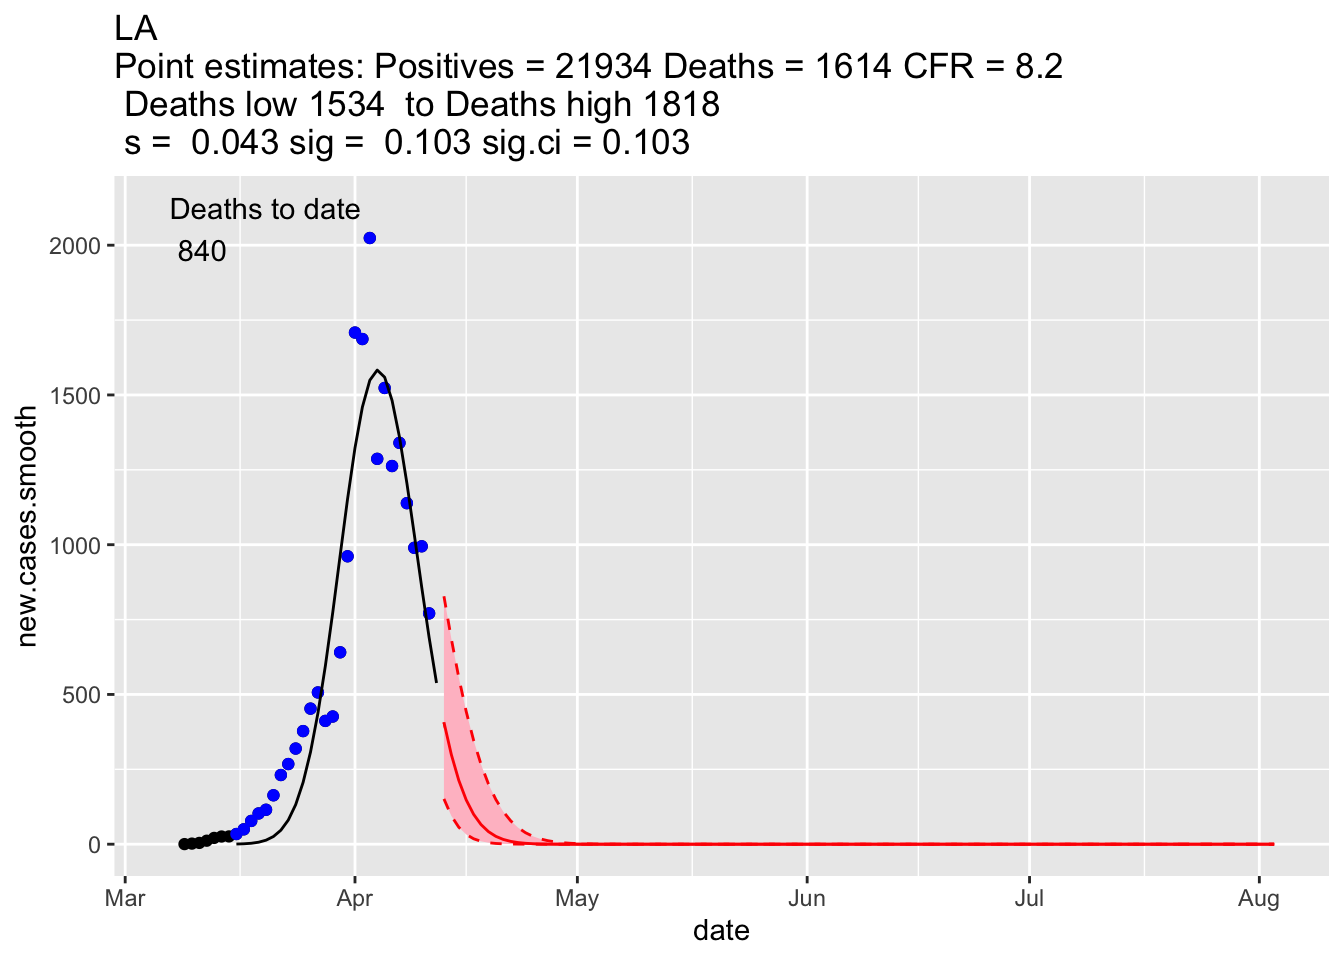 LA
Point estimates: Positives = 21934 Deaths = 1614 CFR = 8.2
Deaths low 1534 to Deaths high 1818
s = 0.043 sig = 0.103 sig.ci = 0.103
Deaths to date
840
new.cases.smooth
2000
1500
1000
500
0
Mar Apr May Jun Jul Aug
date